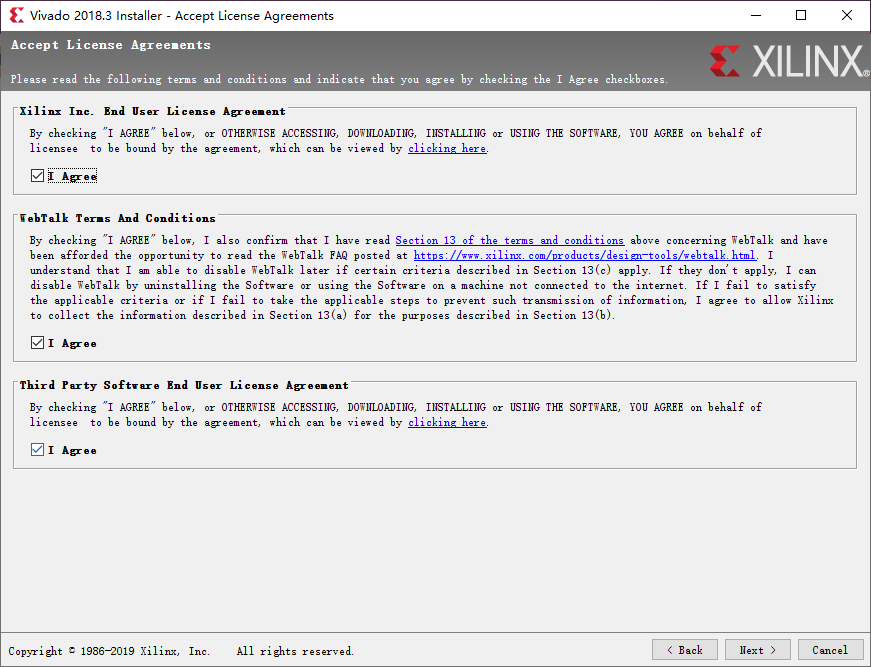 Vivado 2018.3 Installer - Accept License Agreements
Accept License Agreements
Please read the following terms and conditions and indicate that you agree by checking the I Agree checkboxes.
XILINX®
Xilinx Inc. End User License Agreement
By checking "I AGREE" below, or OTHERWISE ACCESSING, DOWNLOADING, INSTALLING or USING THE SOFTWARE, YOU AGREE on behalf of
licensee  to be bound by the agreement, which can be viewed by clicking here.
I Agree
WebTalk Terms And Conditions
By checking "I AGREE" below, I also confirm that I have read Section 13 of the terms and conditions above concerning WebTalk and have
been afforded the opportunity to read the WebTalk FAQ posted at https://www.xilinx.com/products/design-tools/webtalk.html. I
understand that I am able to disable WebTalk later if certain criteria described in Section 13(c) apply. If they don't apply, I can
disable WebTalk by uninstalling the Software or using the Software on a machine not connected to the internet. If I fail to satisfy
the applicable criteria or if I fail to take the applicable steps to prevent such transmission of information, I agree to allow Xilinx
to collect the information described in Section 13(a) for the purposes described in Section 13(b).
I Agree
Third Party Software End User License Agreement
By checking "I AGREE" below, or OTHERWISE ACCESSING, DOWNLOADING, INSTALLING or USING THE SOFTWARE, YOU AGREE on behalf of
licensee  to be bound by the agreement, which can be viewed by clicking here.
I Agree
Copyright © 1986-2019 Xilinx, Inc.    All rights reserved.
< Back
Next >
Cancel